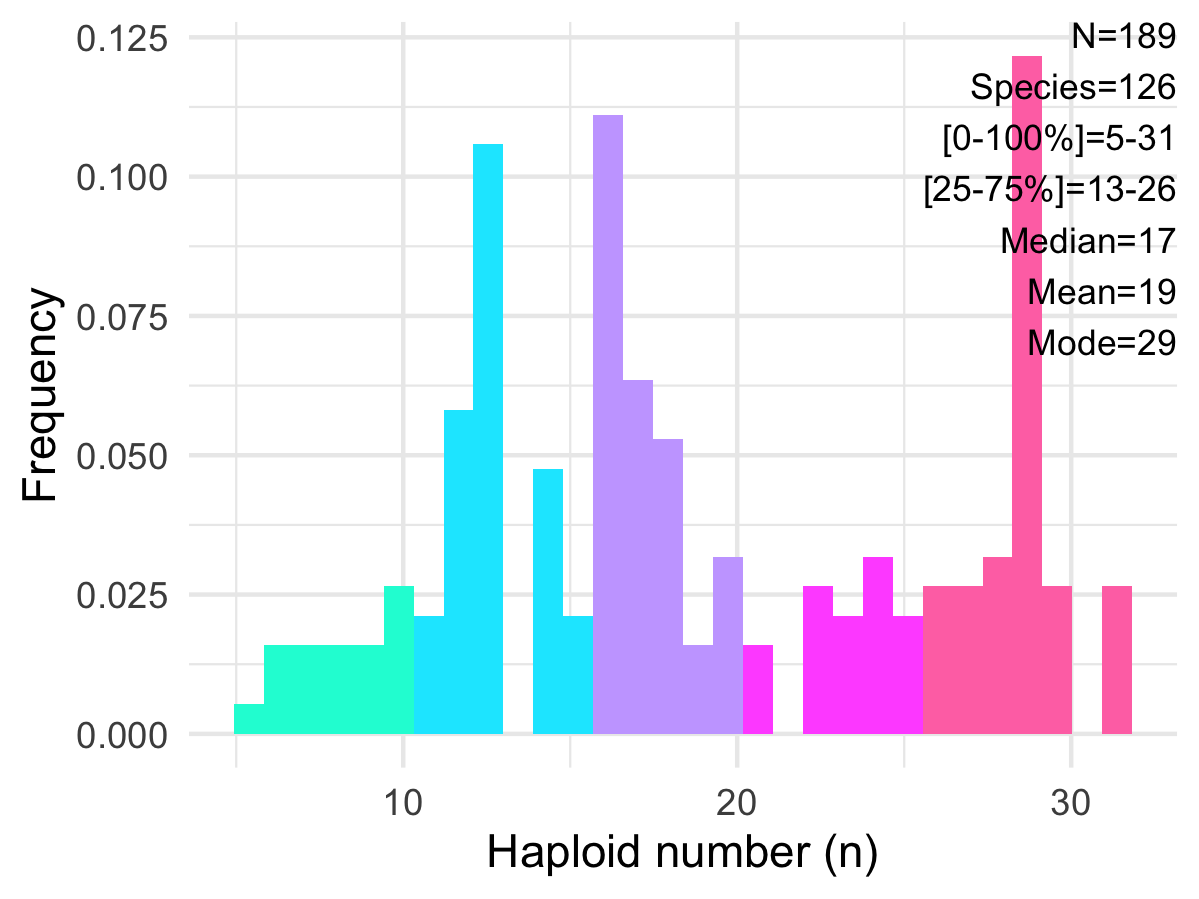 N=189
Species=126
[0-100%]=5-31
[25-75%]=13-26
Median=17
Mean=19
Mode=29
0.125
0.100
0.075
0.050
0.025
0.000
Frequency
10 20 30
Haploid number (n)